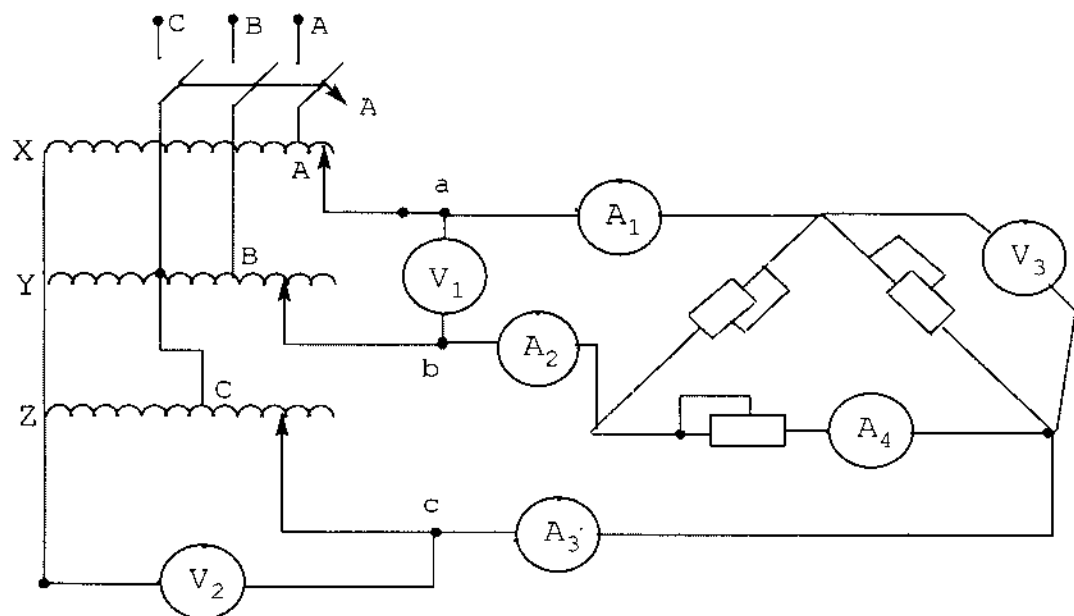 C B A
A
X A
a A₁ V₃
Y B V₁
b A₂
Z C
A₄
c A₃
V₂